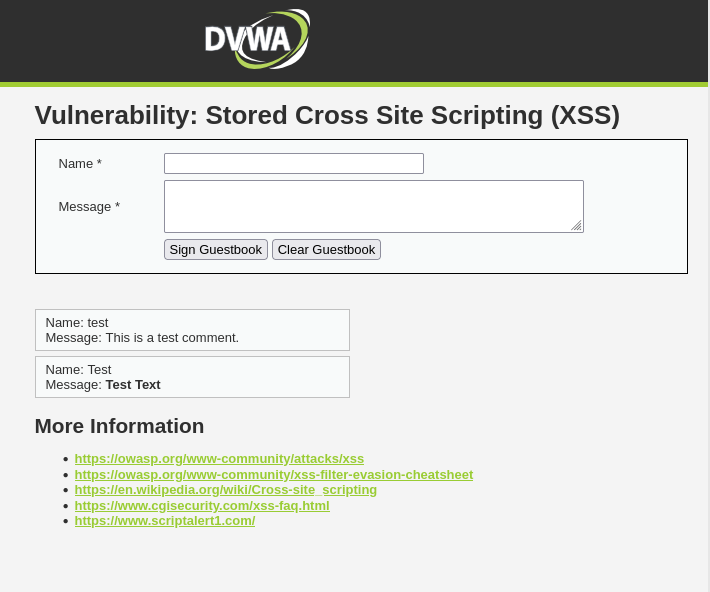 DVWA
Vulnerability: Stored Cross Site Scripting (XSS)
Name *
Message *
Sign Guestbook Clear Guestbook
Name: test
Message: This is a test comment.
Name: Test
Message: Test Text
More Information
• https://owasp.org/www-community/attacks/xss
• https://owasp.org/www-community/xss-filter-evasion-cheatsheet
• https://en.wikipedia.org/wiki/Cross-site_scripting
• https://www.cgisecurity.com/xss-faq.html
• https://www.scriptalert1.com/